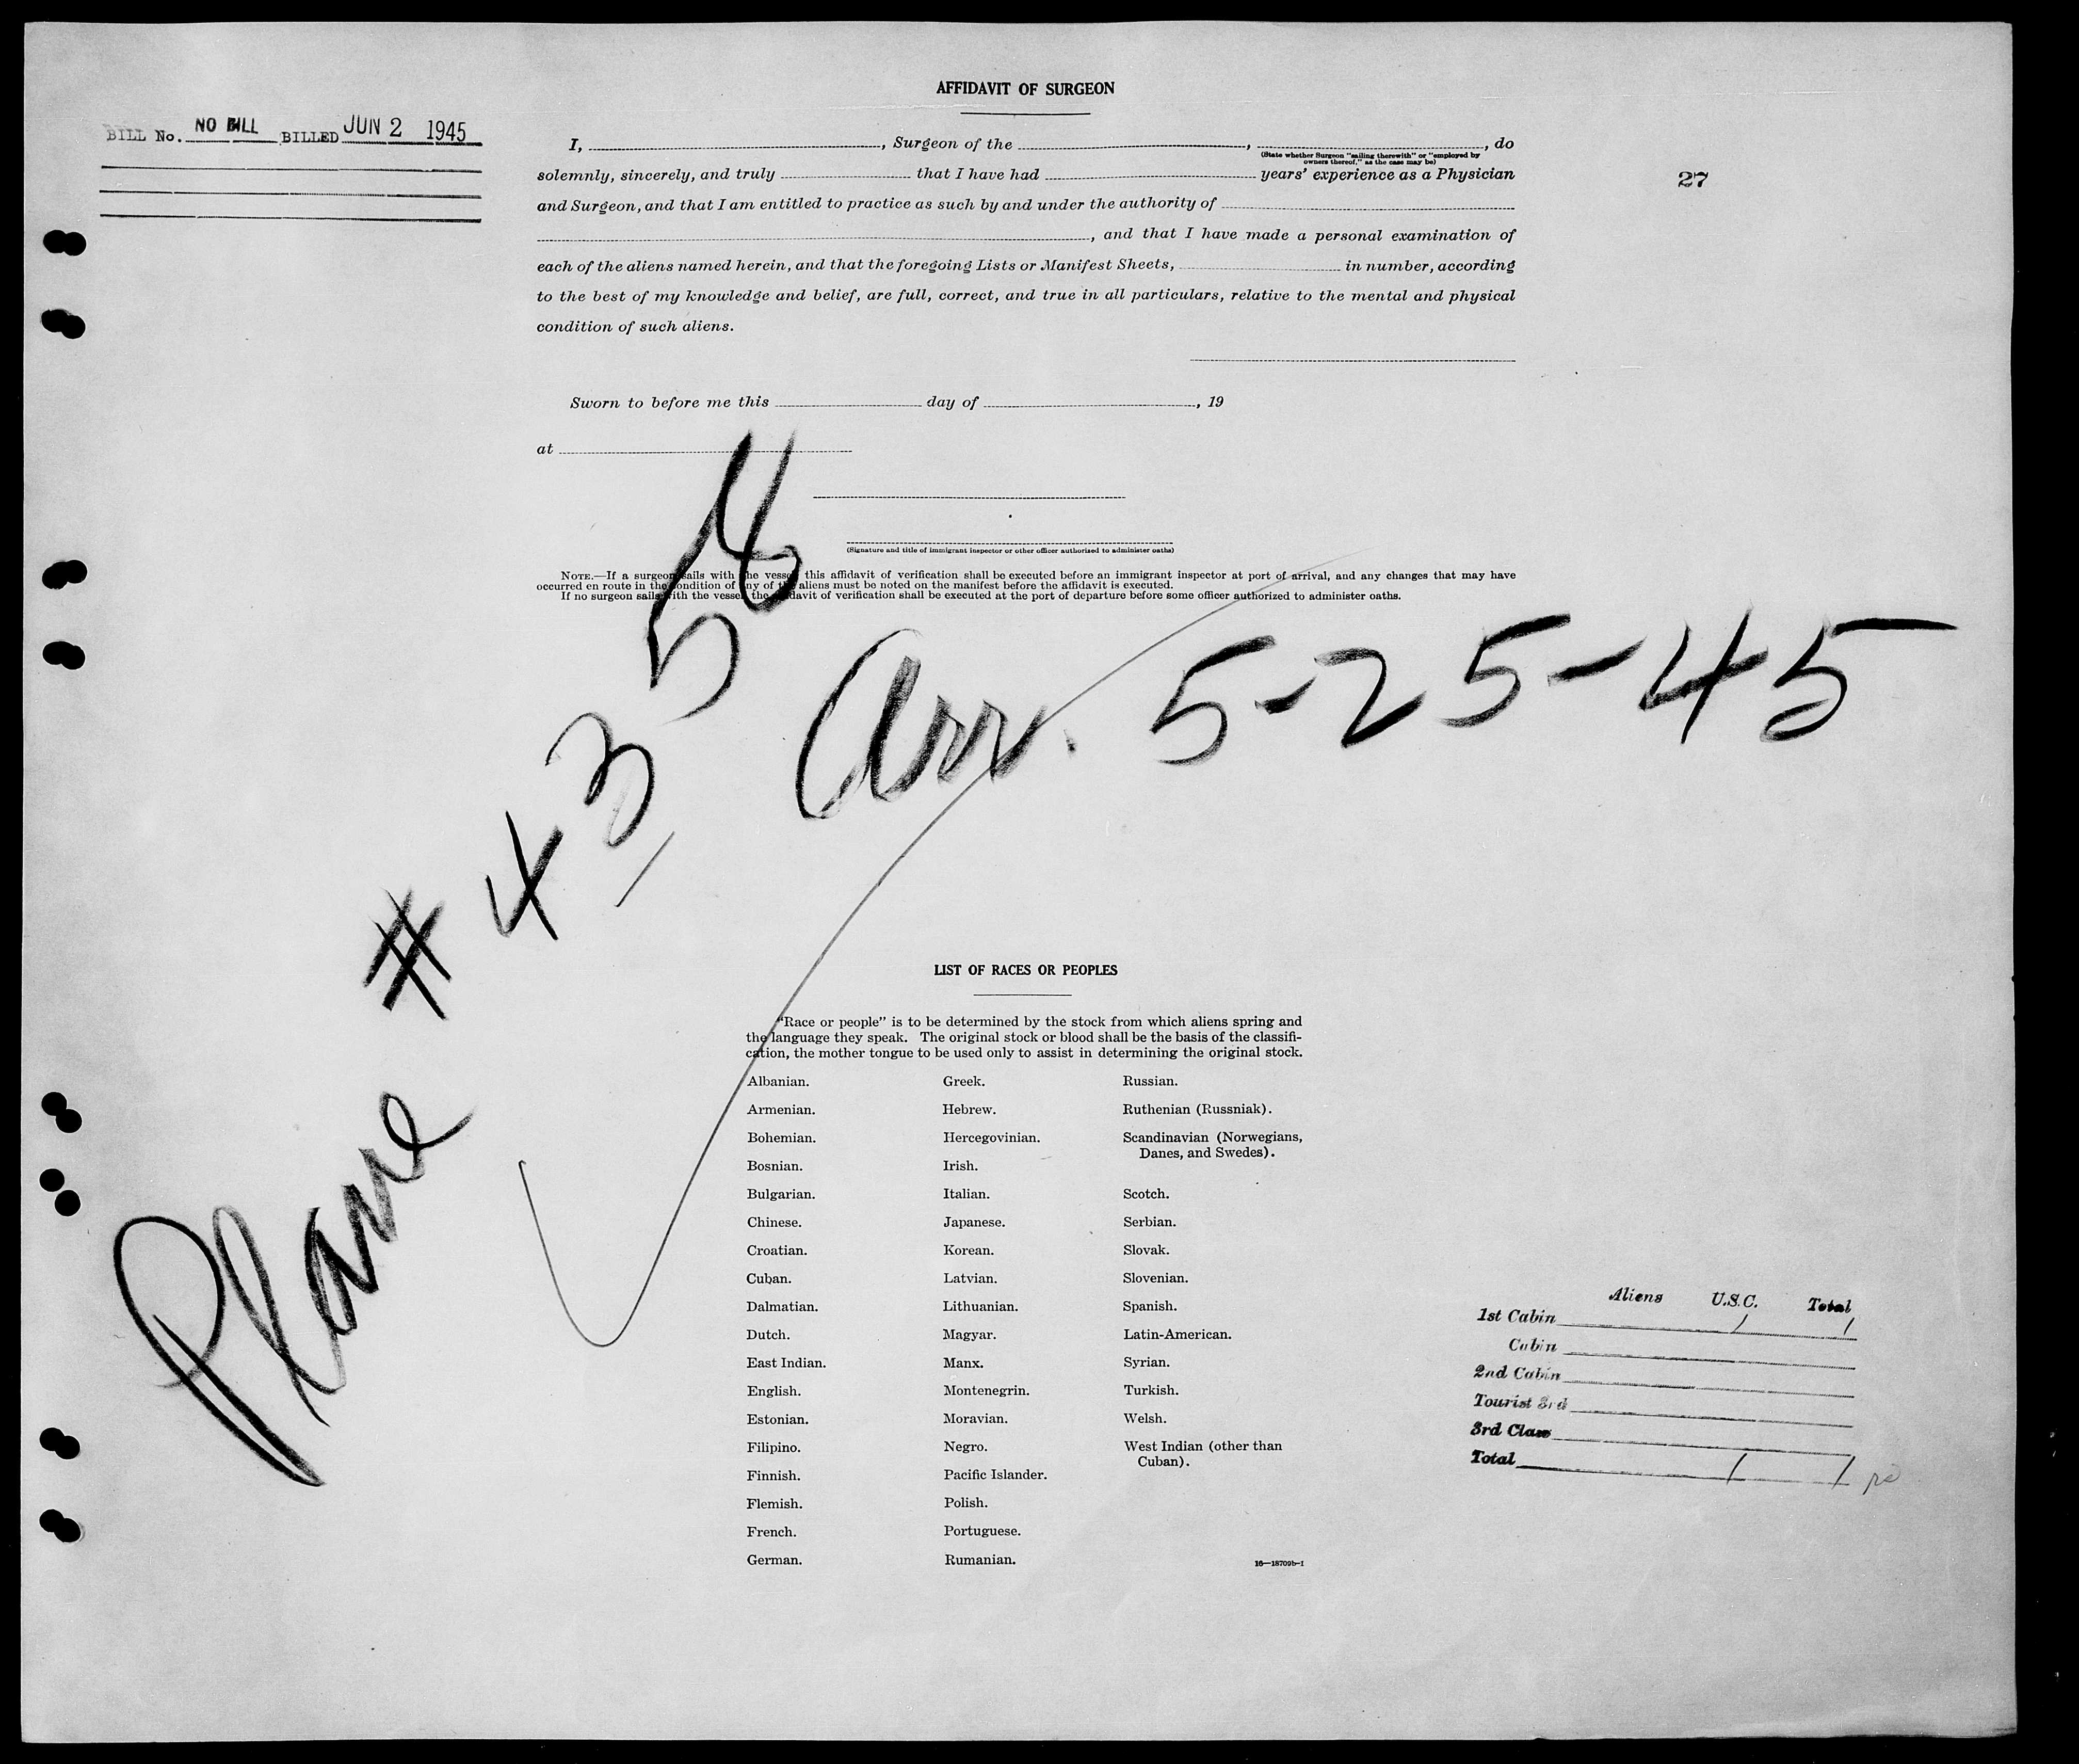 AFFIDAVIT OF SURGEON
BILL No. NO BILL BILLED JUN 2 1945
I, , Surgeon of the , , do
(State whether Surgeon "sailing therewith" or "employed by
owners thereof," as the case may be)
solemnly, sincerely, and truly that I have had years' experience as a Physician
27
and Surgeon, and that I am entitled to practice as such by and under the authority of
, and that I have made a personal examination of
each of the aliens named herein, and that the foregoing Lists or Manifest Sheets, in number, according
to the best of my knowledge and belief, are full, correct, and true in all particulars, relative to the mental and physical
condition of such aliens.
Sworn to before me this day of , 19
at
(Signature and title of immigrant inspector or other officer authorized to administer oaths)
NOTE.—If a surgeon sails with the vessel this affidavit of verification shall be executed before an immigrant inspector at port of arrival, and any changes that may have
occurred en route in the condition of any of the aliens must be noted on the manifest before the affidavit is executed.
If no surgeon sails with the vessel the affidavit of verification shall be executed at the port of departure before some officer authorized to administer oaths.
Plane # 4356
Arr. 5-25-45
LIST OF RACES OR PEOPLES
"Race or people" is to be determined by the stock from which aliens spring and
the language they speak. The original stock or blood shall be the basis of the classifi-
cation, the mother tongue to be used only to assist in determining the original stock.
Albanian. Greek. Russian.
Armenian. Hebrew. Ruthenian (Russniak).
Bohemian. Hercegovinian. Scandinavian (Norwegians,
Danes, and Swedes).
Bosnian. Irish.
Bulgarian. Italian. Scotch.
Chinese. Japanese. Serbian.
Croatian. Korean. Slovak.
Cuban. Latvian. Slovenian.
Dalmatian. Lithuanian. Spanish.
Dutch. Magyar. Latin-American.
East Indian. Manx. Syrian.
English. Montenegrin. Turkish.
Estonian. Moravian. Welsh.
Filipino. Negro. West Indian (other than
Cuban).
Finnish. Pacific Islander.
Flemish. Polish.
French. Portuguese.
German. Rumanian.
16—18709b-1
Aliens U.S.C. Total
1st Cabin 1 1
Cabin
2nd Cabin
Tourist 3rd
3rd Class
Total 1 1